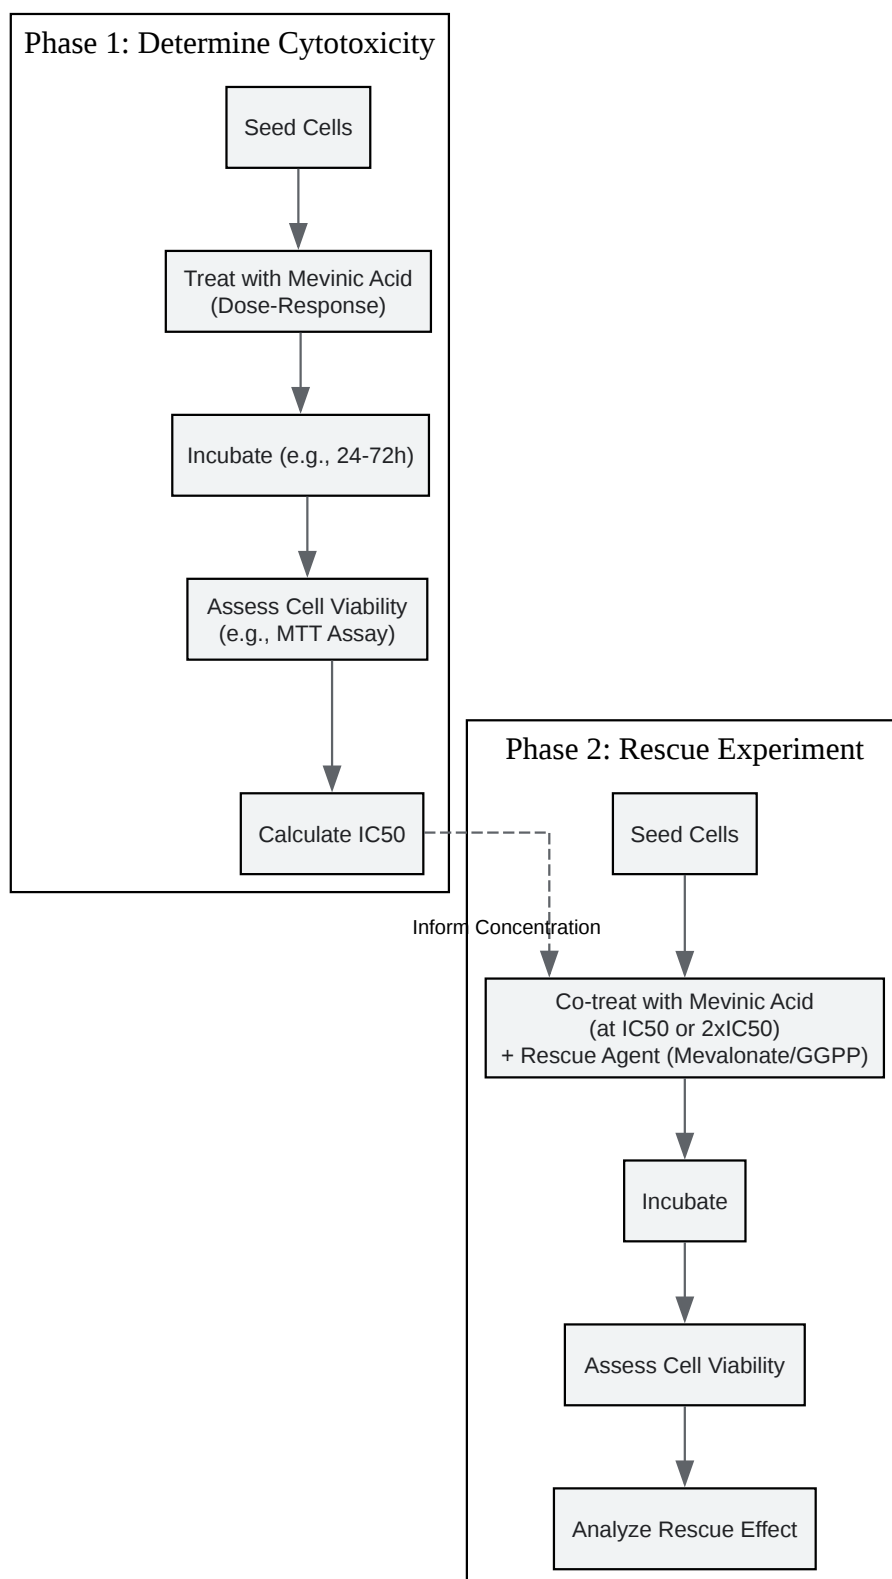 Phase 1: Determine Cytotoxicity
Seed Cells
Treat with Mevinic Acid
(Dose-Response)
Incubate (e.g., 24-72h)
Assess Cell Viability
(e.g., MTT Assay)
Calculate IC50
Inform Concentration
Phase 2: Rescue Experiment
Seed Cells
Co-treat with Mevinic Acid
(at IC50 or 2xIC50)
+ Rescue Agent (Mevalonate/GGPP)
Incubate
Assess Cell Viability
Analyze Rescue Effect